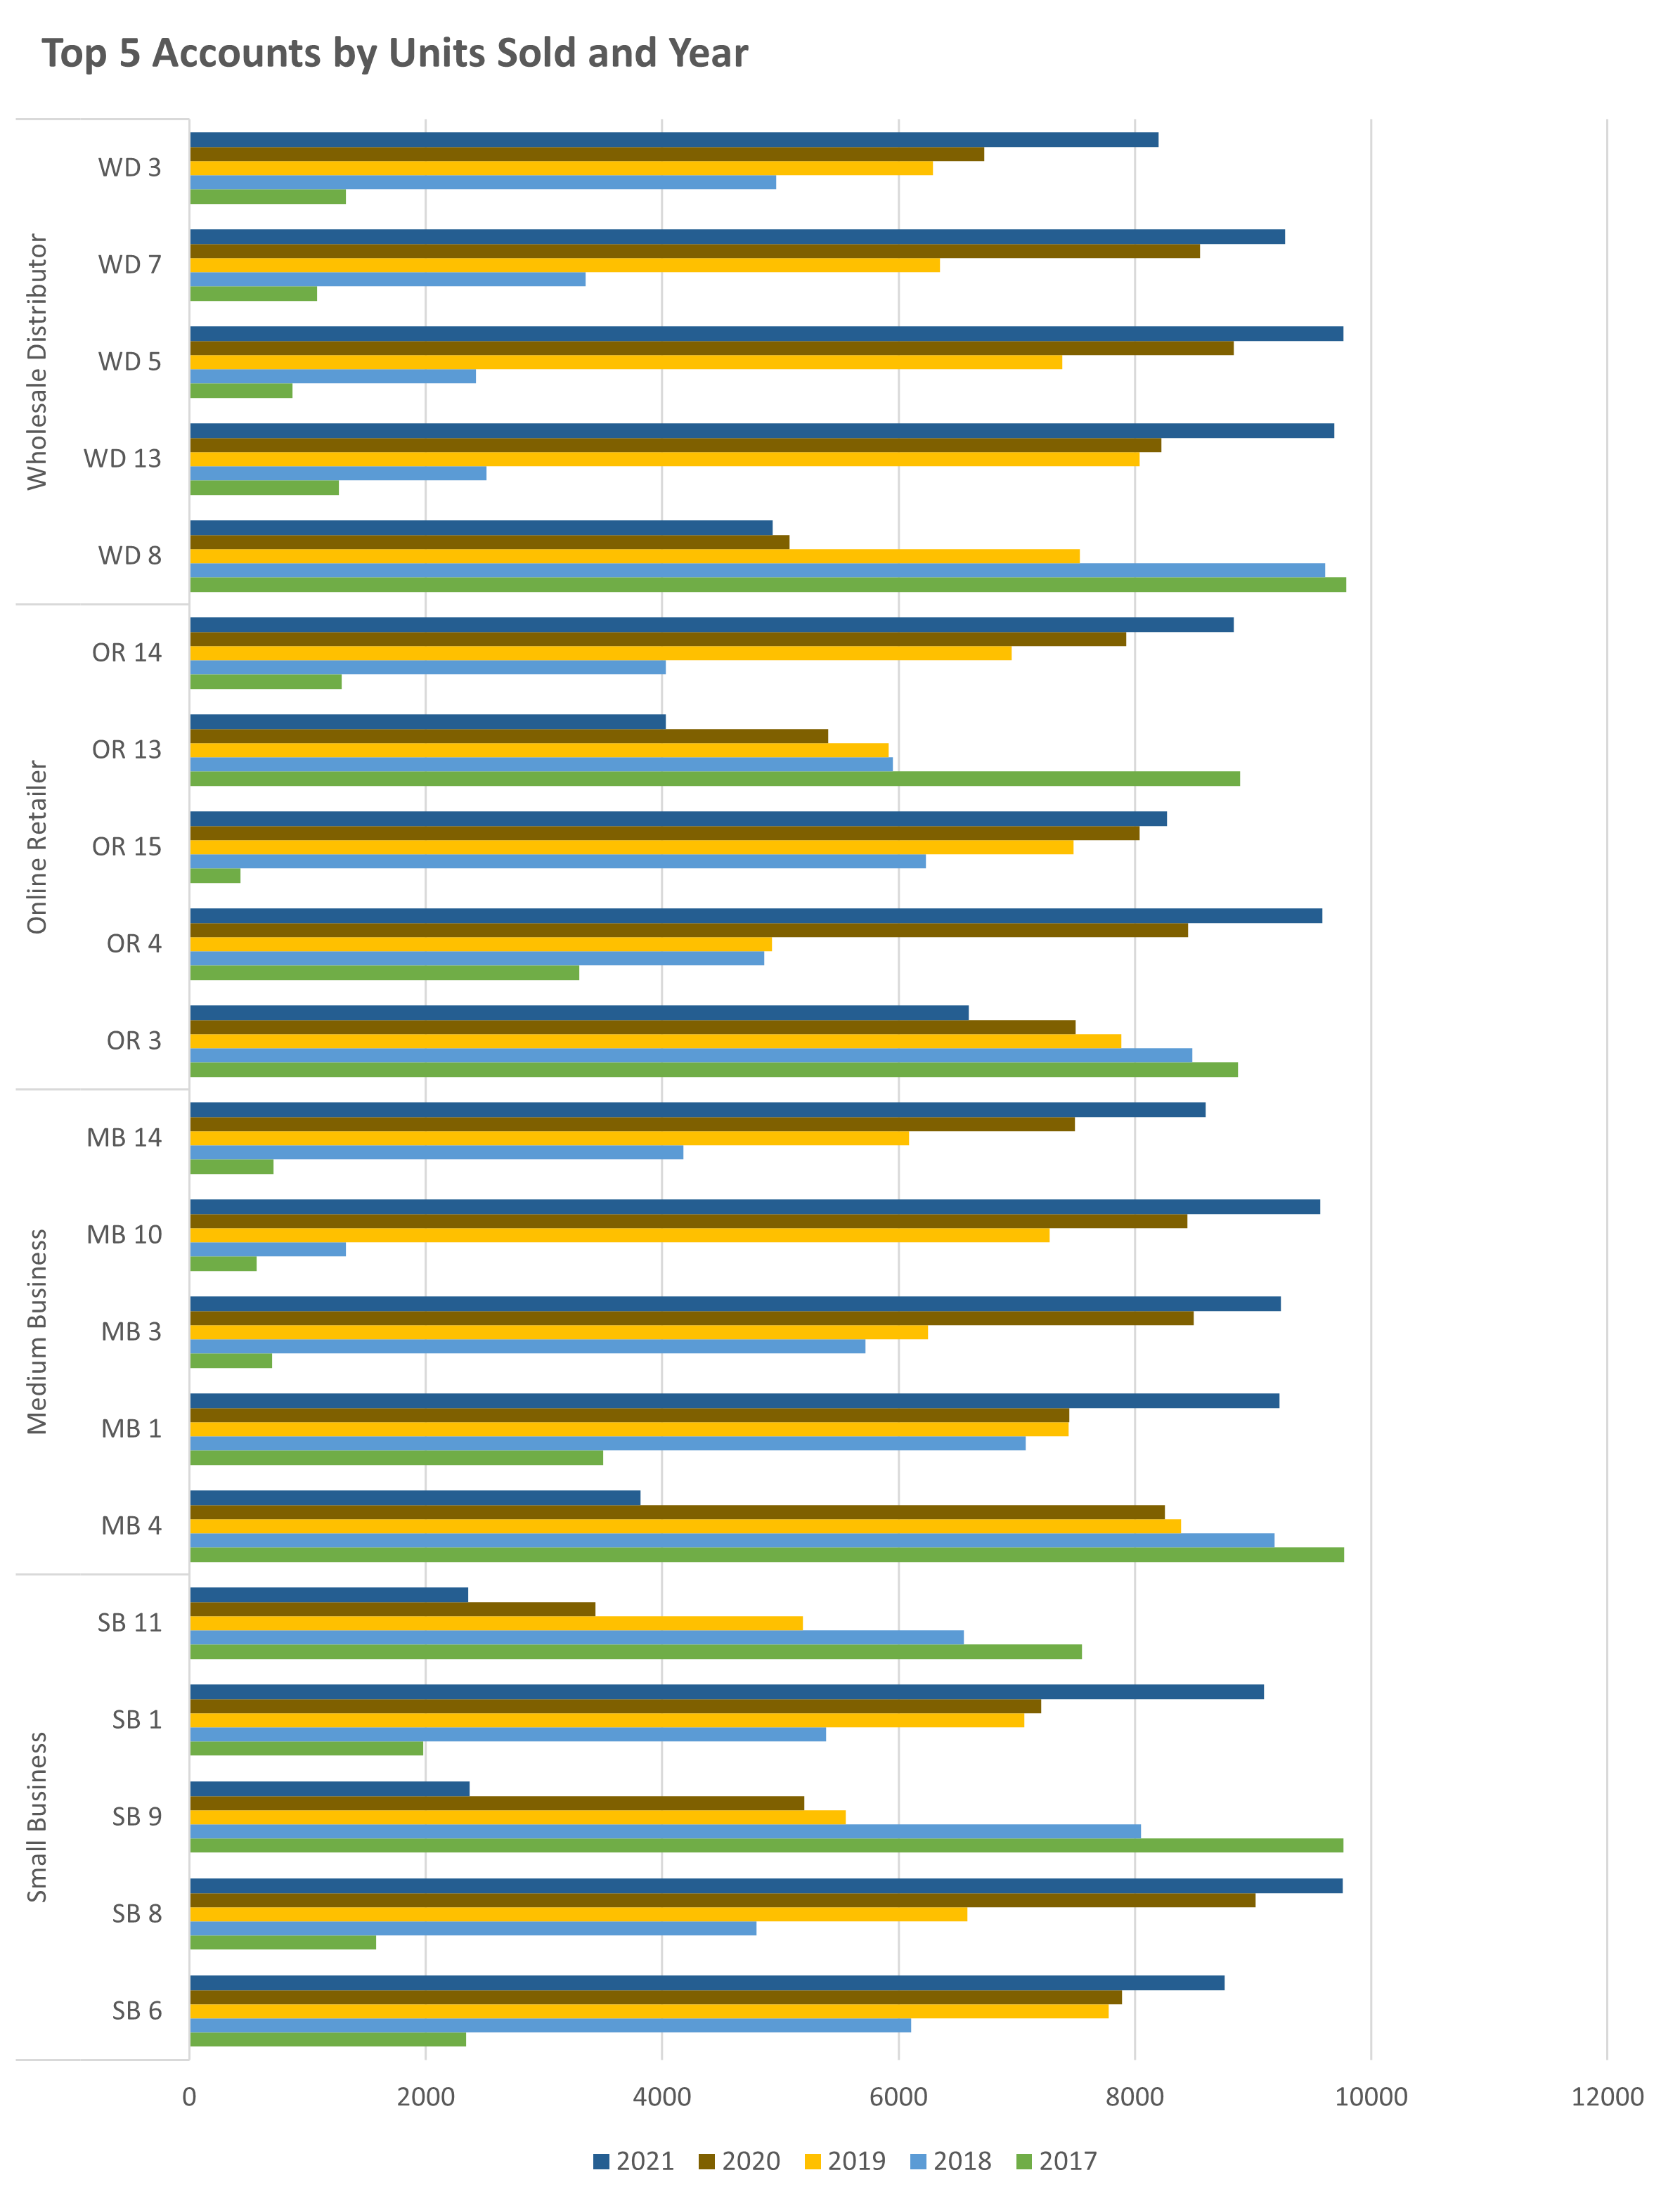 Top 5 Accounts by Units Sold and Year
Wholesale Distributor
WD 3
WD 7
WD 5
WD 13
WD 8
Online Retailer
OR 14
OR 13
OR 15
OR 4
OR 3
Medium Business
MB 14
MB 10
MB 3
MB 1
MB 4
Small Business
SB 11
SB 1
SB 9
SB 8
SB 6
0 2000 4000 6000 8000 10000 12000
2021 2020 2019 2018 2017